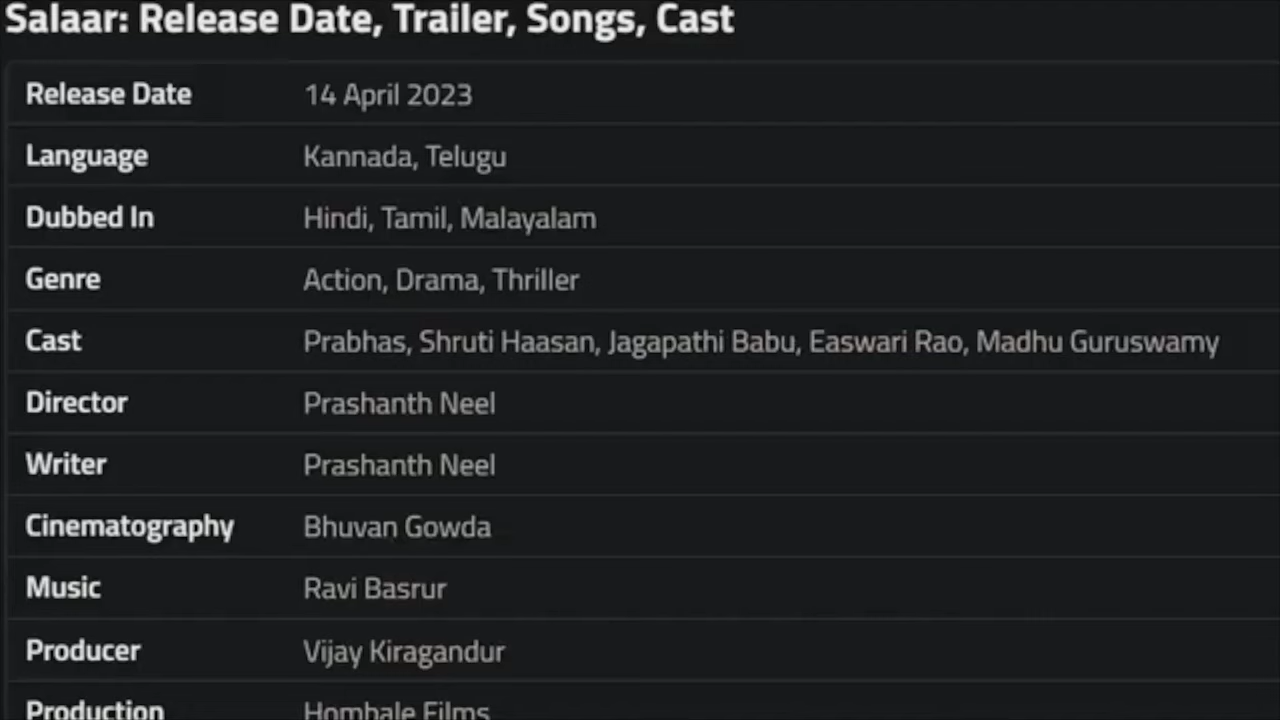 Salaar: Release Date, Trailer, Songs, Cast
Release Date 14 April 2023
Language Kannada, Telugu
Dubbed In Hindi, Tamil, Malayalam
Genre Action, Drama, Thriller
Cast Prabhas, Shruti Haasan, Jagapathi Babu, Easwari Rao, Madhu Guruswamy
Director Prashanth Neel
Writer Prashanth Neel
Cinematography Bhuvan Gowda
Music Ravi Basrur
Producer Vijay Kiragandur
Production Hombale Films